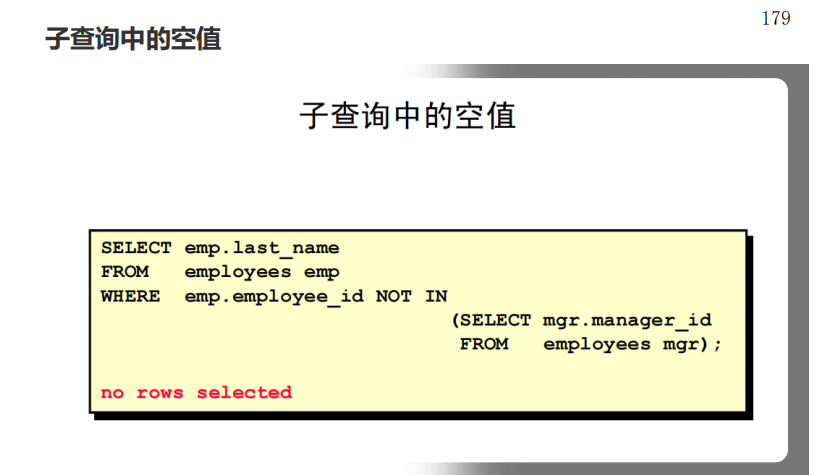 179
子查询中的空值
子查询中的空值
SELECT emp.last_name
FROM employees emp
WHERE emp.employee_id NOT IN
(SELECT mgr.manager_id
FROM employees mgr);
no rows selected